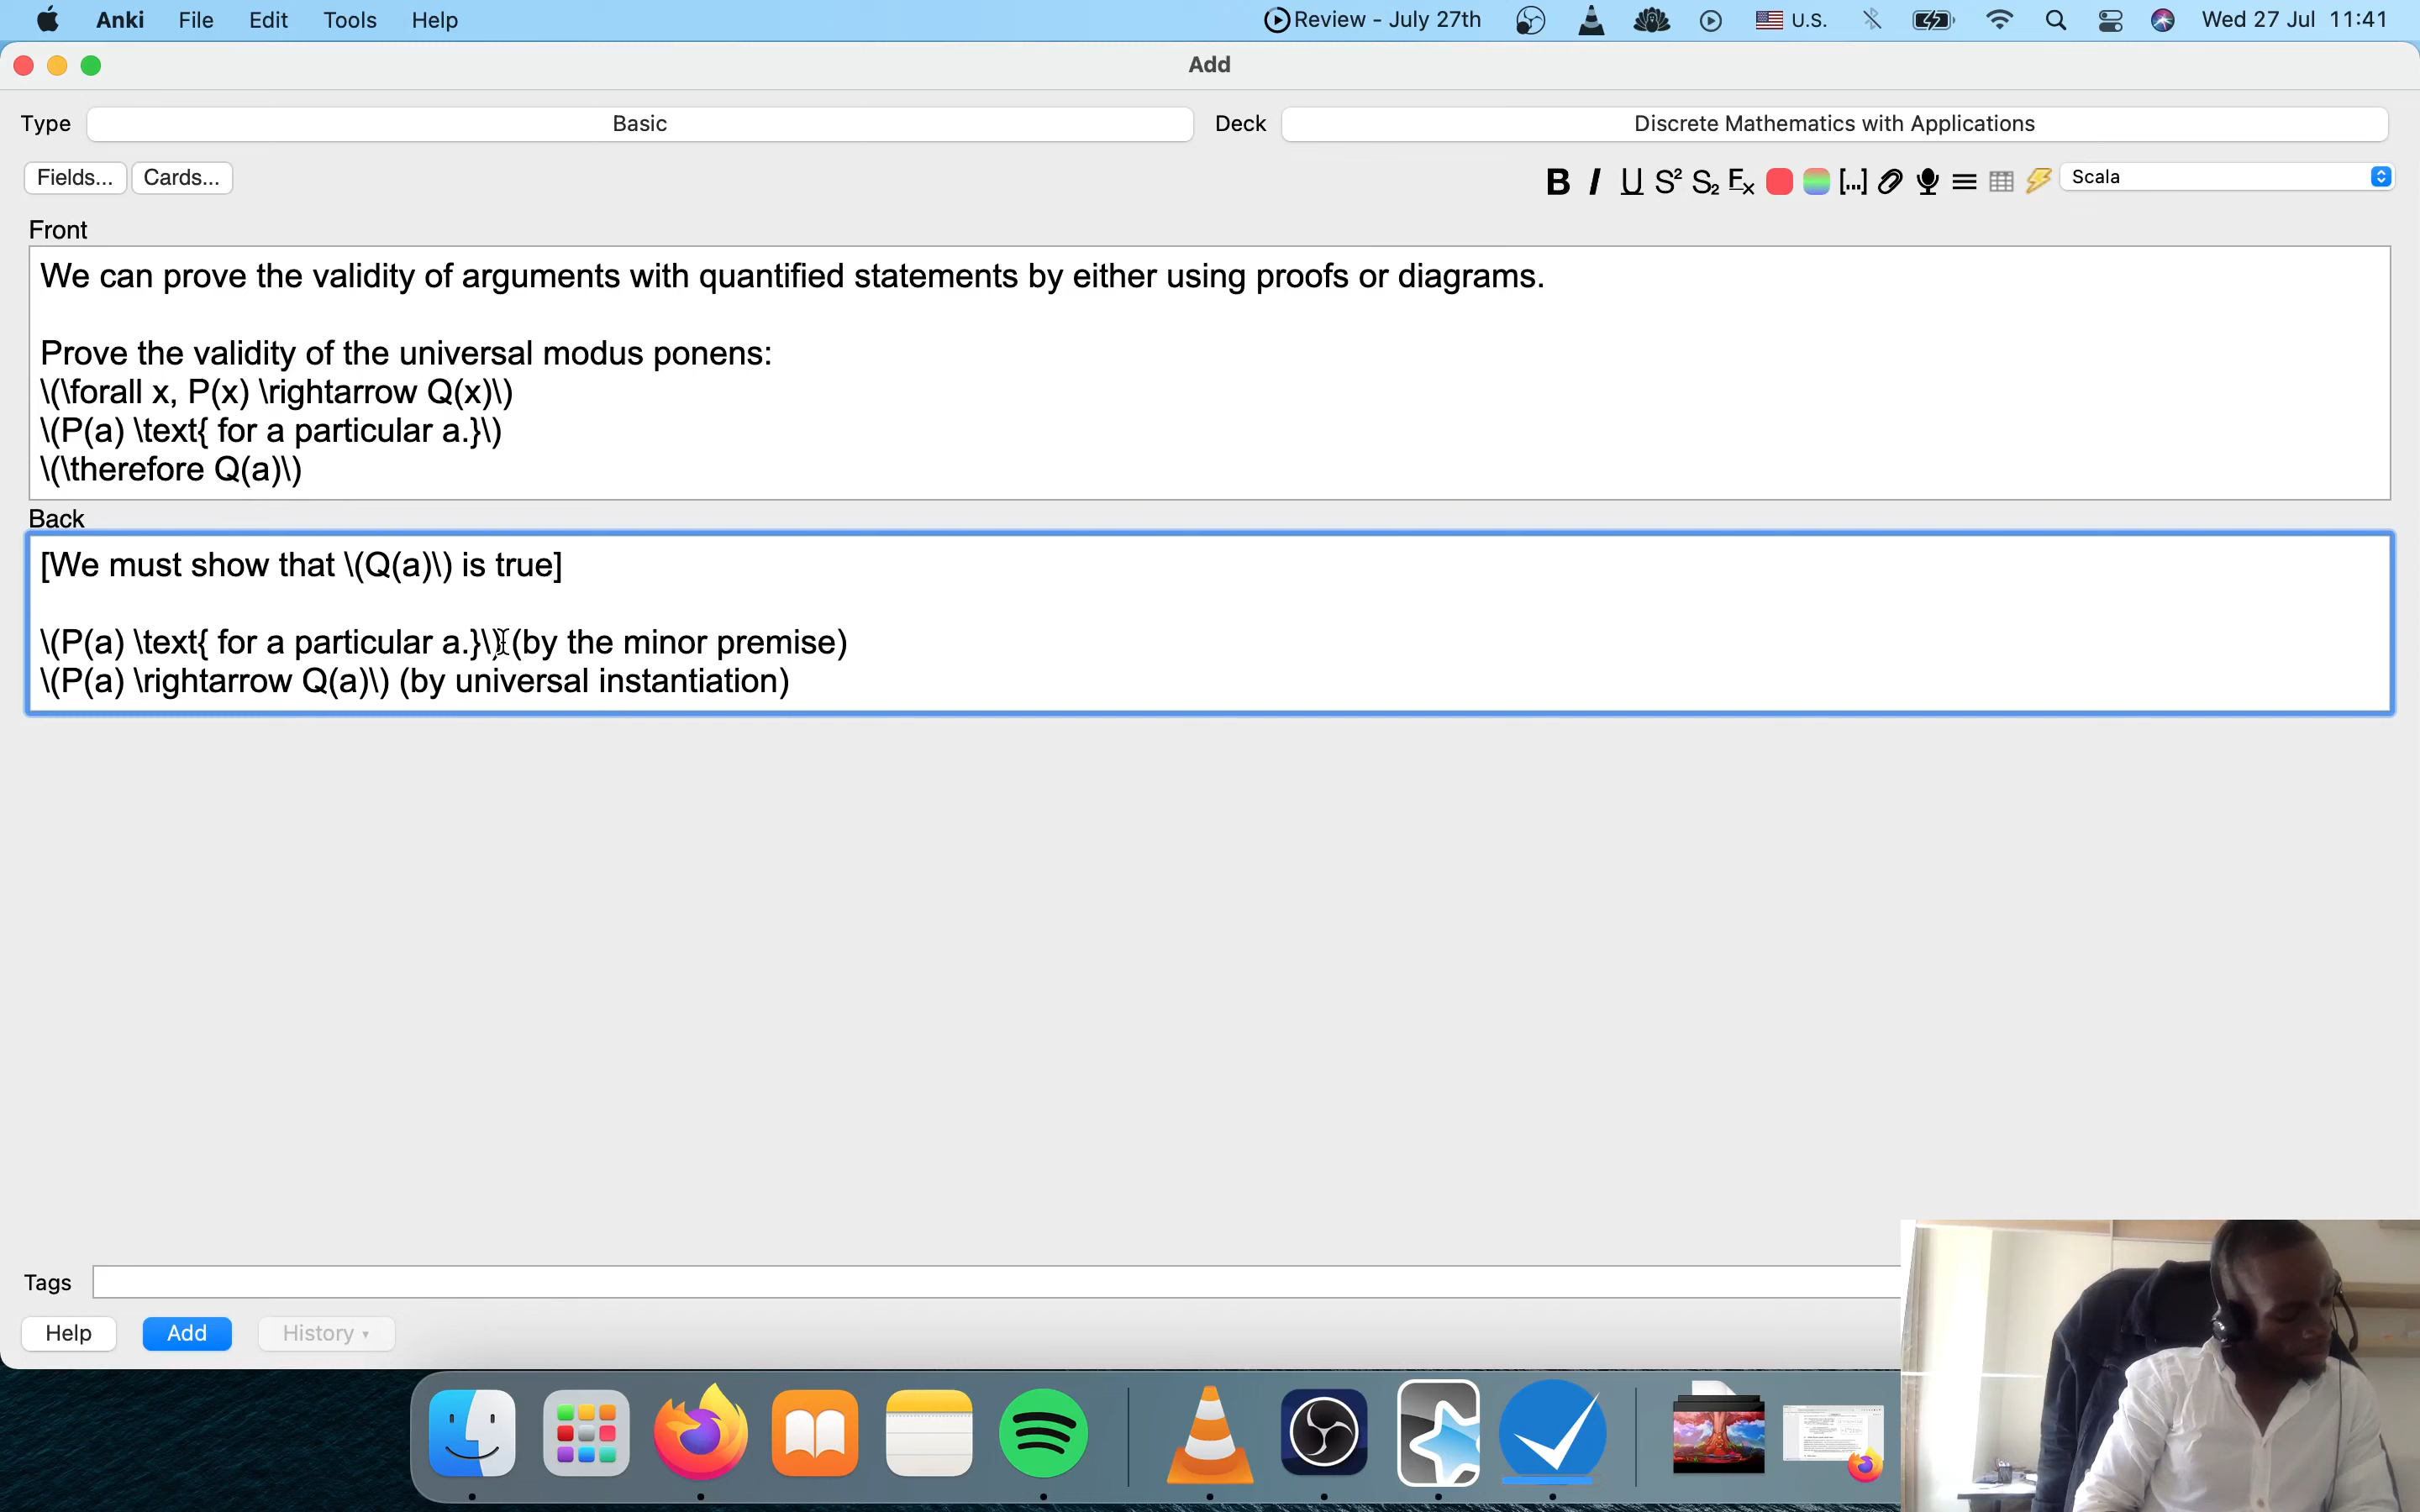 Anki File Edit Tools Help Review - July 27th U.S. Wed 27 Jul 11:41
Add
Type Basic Deck Discrete Mathematics with Applications
Fields... Cards... B I U S² S₂ Fx [...] Scala
Front
We can prove the validity of arguments with quantified statements by either using proofs or diagrams.
Prove the validity of the universal modus ponens:
\(\forall x, P(x) \rightarrow Q(x)\)
\(P(a) \text{ for a particular a.}\)
\(\therefore Q(a)\)
Back
[We must show that \(Q(a)\) is true]
\(P(a) \text{ for a particular a.}\) (by the minor premise)
\(P(a) \rightarrow Q(a)\) (by universal instantiation)
Tags
Help Add History